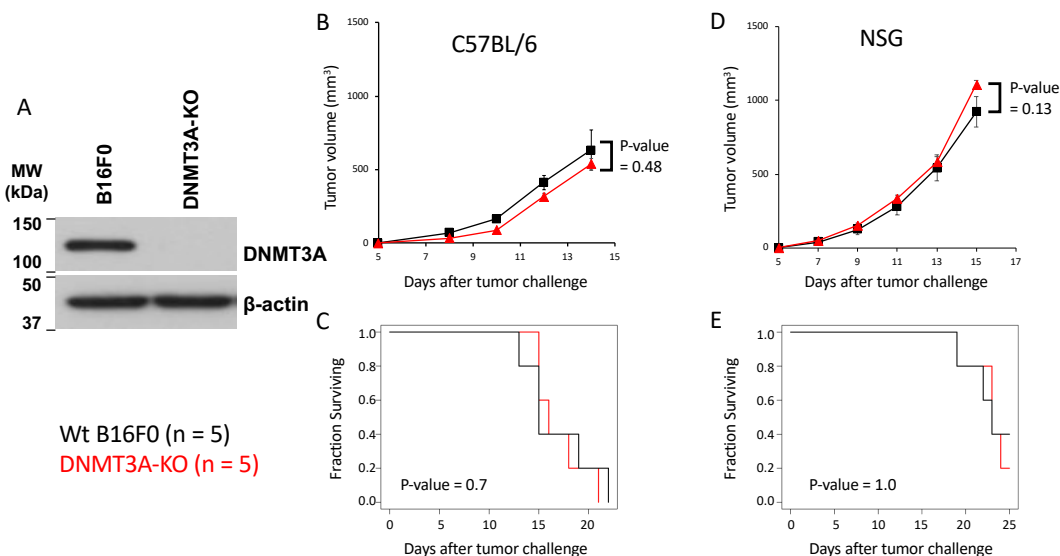 A
MW
(kDa)
B16F0
DNMT3A-KO
150
100
50
37
DNMT3A
β-actin
Wt B16F0 (n = 5)
DNMT3A-KO (n = 5)
B
C57BL/6
Tumor volume (mm³)
1500
1000
500
0
5 7 9 11 13 15
Days after tumor challenge
P-value
= 0.48
C
Fraction Surviving
1.0
0.8
0.6
0.4
0.2
0.0
0 5 10 15 20
P-value = 0.7
Days after tumor challenge
D
NSG
Tumor volume (mm³)
1500
1000
500
0
5 7 9 11 13 15 17
Days after tumor challenge
P-value
= 0.13
E
Fraction Surviving
1.0
0.8
0.6
0.4
0.2
0.0
0 5 10 15 20 25
P-value = 1.0
Days after tumor challenge